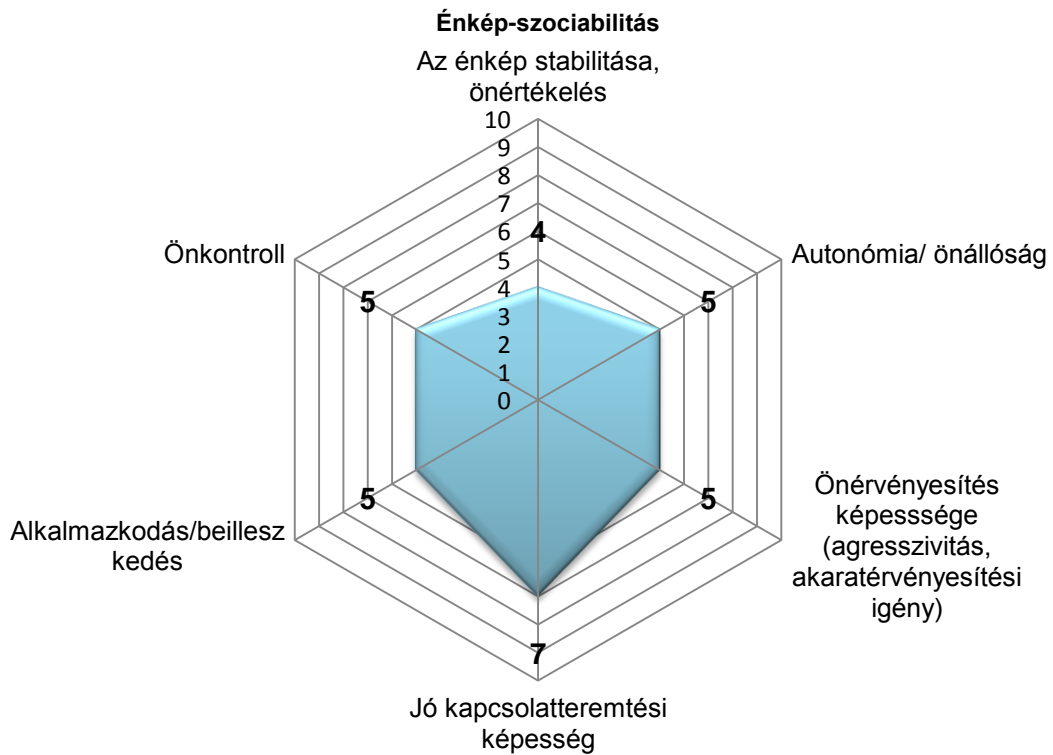 Énkép-szociabilitás
Az énkép stabilitása,
önértékelés
10
9
8
7
6
5
4
3
2
1
0
4
Autonómia/ önállóság
5
Önérvényesítés
képesssége
(agresszivitás,
akaratérvényesítési
igény)
5
7
Jó kapcsolatteremtési
képesség
Alkalmazkodás/beillesz
kedés
5
Önkontroll
5